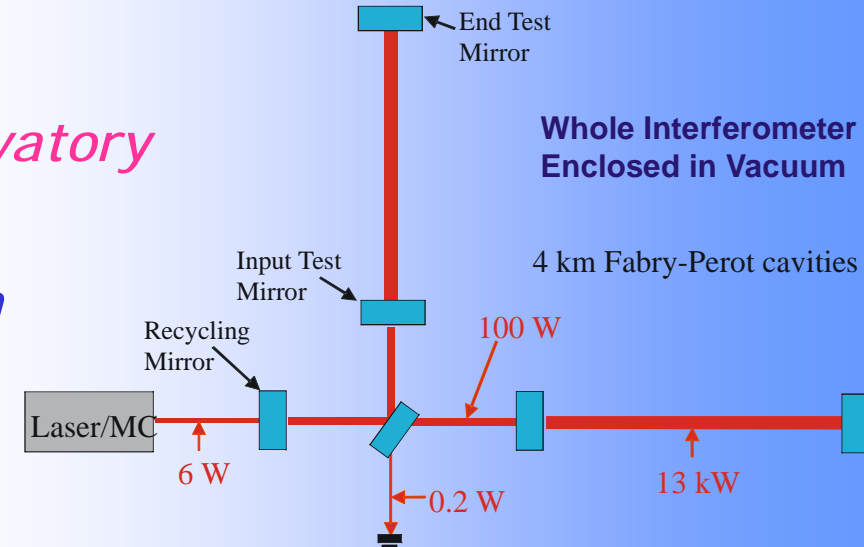 End Test
Mirror
vatory
Whole Interferometer
Enclosed in Vacuum
Input Test
Mirror
4 km Fabry-Perot cavities
Recycling
Mirror
100 W
Laser/MC
6 W
0.2 W
13 kW